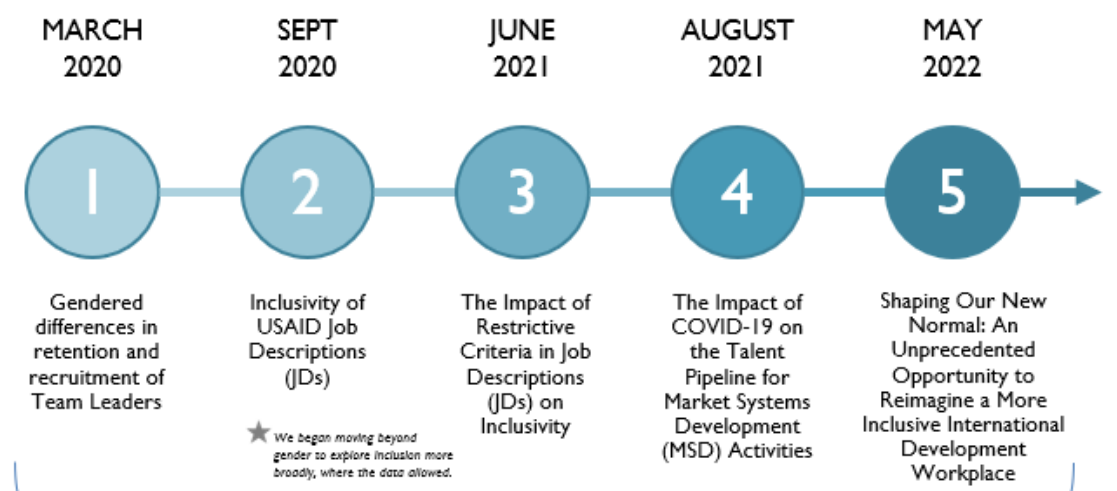 MARCH
2020
SEPT
2020
JUNE
2021
AUGUST
2021
MAY
2022
1
2
3
4
5
Gendered
differences in
retention and
recruitment of
Team Leaders
Inclusivity of
USAID Job
Descriptions
(JDs)
We began moving beyond
gender to explore inclusion more
broadly, where the data allowed.
The Impact of
Restrictive
Criteria in Job
Descriptions
(JDs) on
Inclusivity
The Impact of
COVID-19 on
the Talent
Pipeline for
Market Systems
Development
(MSD) Activities
Shaping Our New
Normal: An
Unprecedented
Opportunity to
Reimagine a More
Inclusive International
Development
Workplace